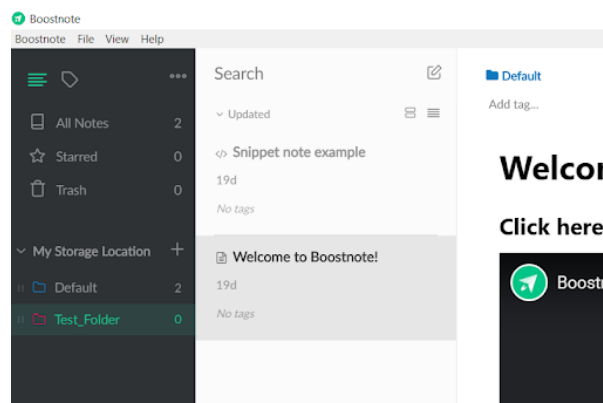 Boostnote
Boostnote File View Help
All Notes 2
Starred 0
Trash 0
My Storage Location
Default 2
Test_Folder 0
Search
Updated
</> Snippet note example
19d
No tags
Welcome to Boostnote!
19d
No tags
Default
Add tag...
Welco
Click here
Boostn